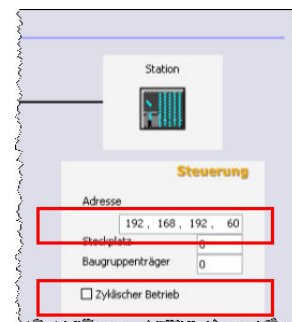 Station
Steuerung
Adresse
192 , 168 , 192 , 60
Steckplatz 0
Baugruppenträger 0
Zyklischer Betrieb